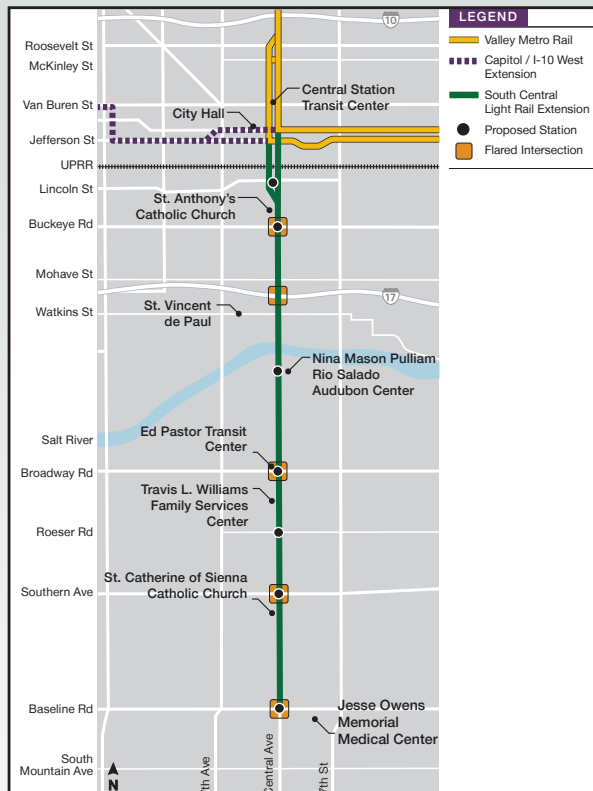 10
Roosevelt St
McKinley St
Van Buren St
Jefferson St
UPRR
Lincoln St
Buckeye Rd
Mohave St
Watkins St
Salt River
Broadway Rd
Roeser Rd
Southern Ave
Baseline Rd
South
Mountain Ave
Central Station
Transit Center
City Hall
St. Anthony's
Catholic Church
17
St. Vincent
de Paul
Nina Mason Pulliam
Rio Salado
Audubon Center
Ed Pastor Transit
Center
Travis L. Williams
Family Services
Center
St. Catherine of Sienna
Catholic Church
Jesse Owens
Memorial
Medical Center
N
7th Ave
Central Ave
7th St
LEGEND
Valley Metro Rail
Capitol / I-10 West
Extension
South Central
Light Rail Extension
Proposed Station
Flared Intersection